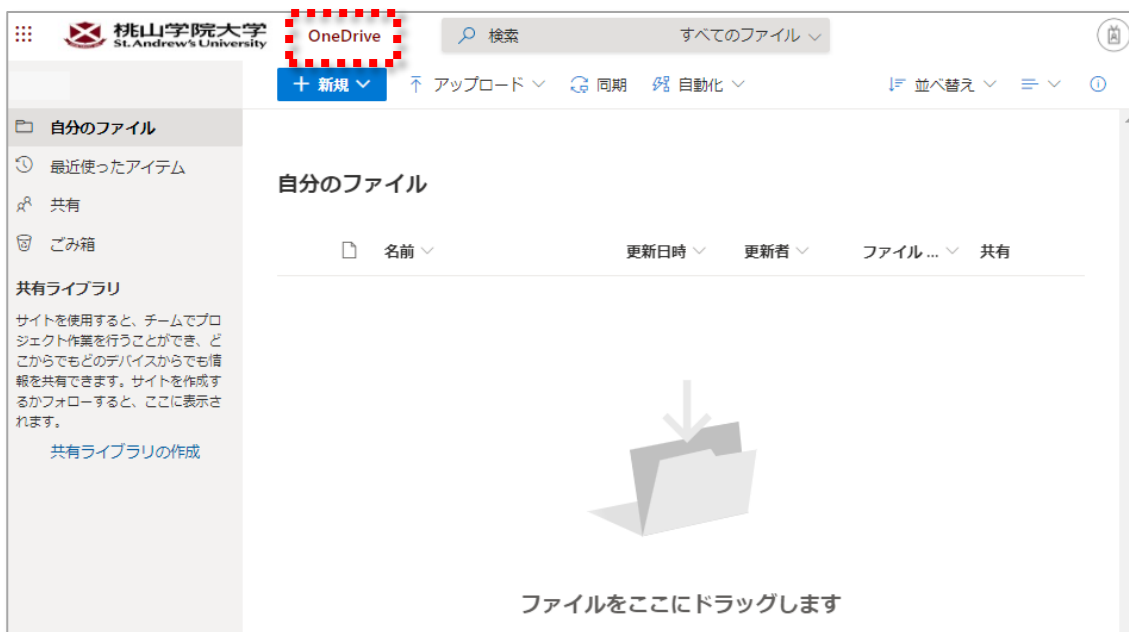 桃山学院大学
St.Andrew's University
OneDrive
検索
すべてのファイル
新規
アップロード
同期
自動化
並べ替え
自分のファイル
最近使ったアイテム
共有
ごみ箱
共有ライブラリ
サイトを使用すると、チームでプロ
ジェクト作業を行うことができ、ど
こからでもどのデバイスからでも情
報を共有できます。サイトを作成す
るかフォローすると、ここに表示さ
れます。
共有ライブラリの作成
自分のファイル
名前
更新日時
更新者
ファイル ...
共有
ファイルをここにドラッグします